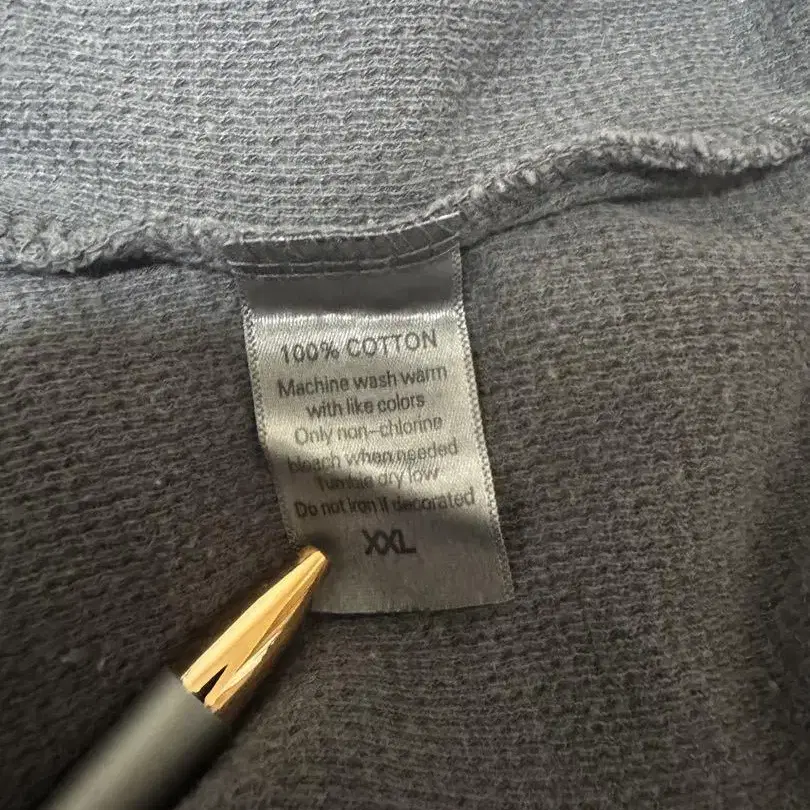 100% COTTON
Machine wash warm
with like colors
Only non-chlorine
bleach when needed
Tumble dry low
Do not iron if decorated
XXL